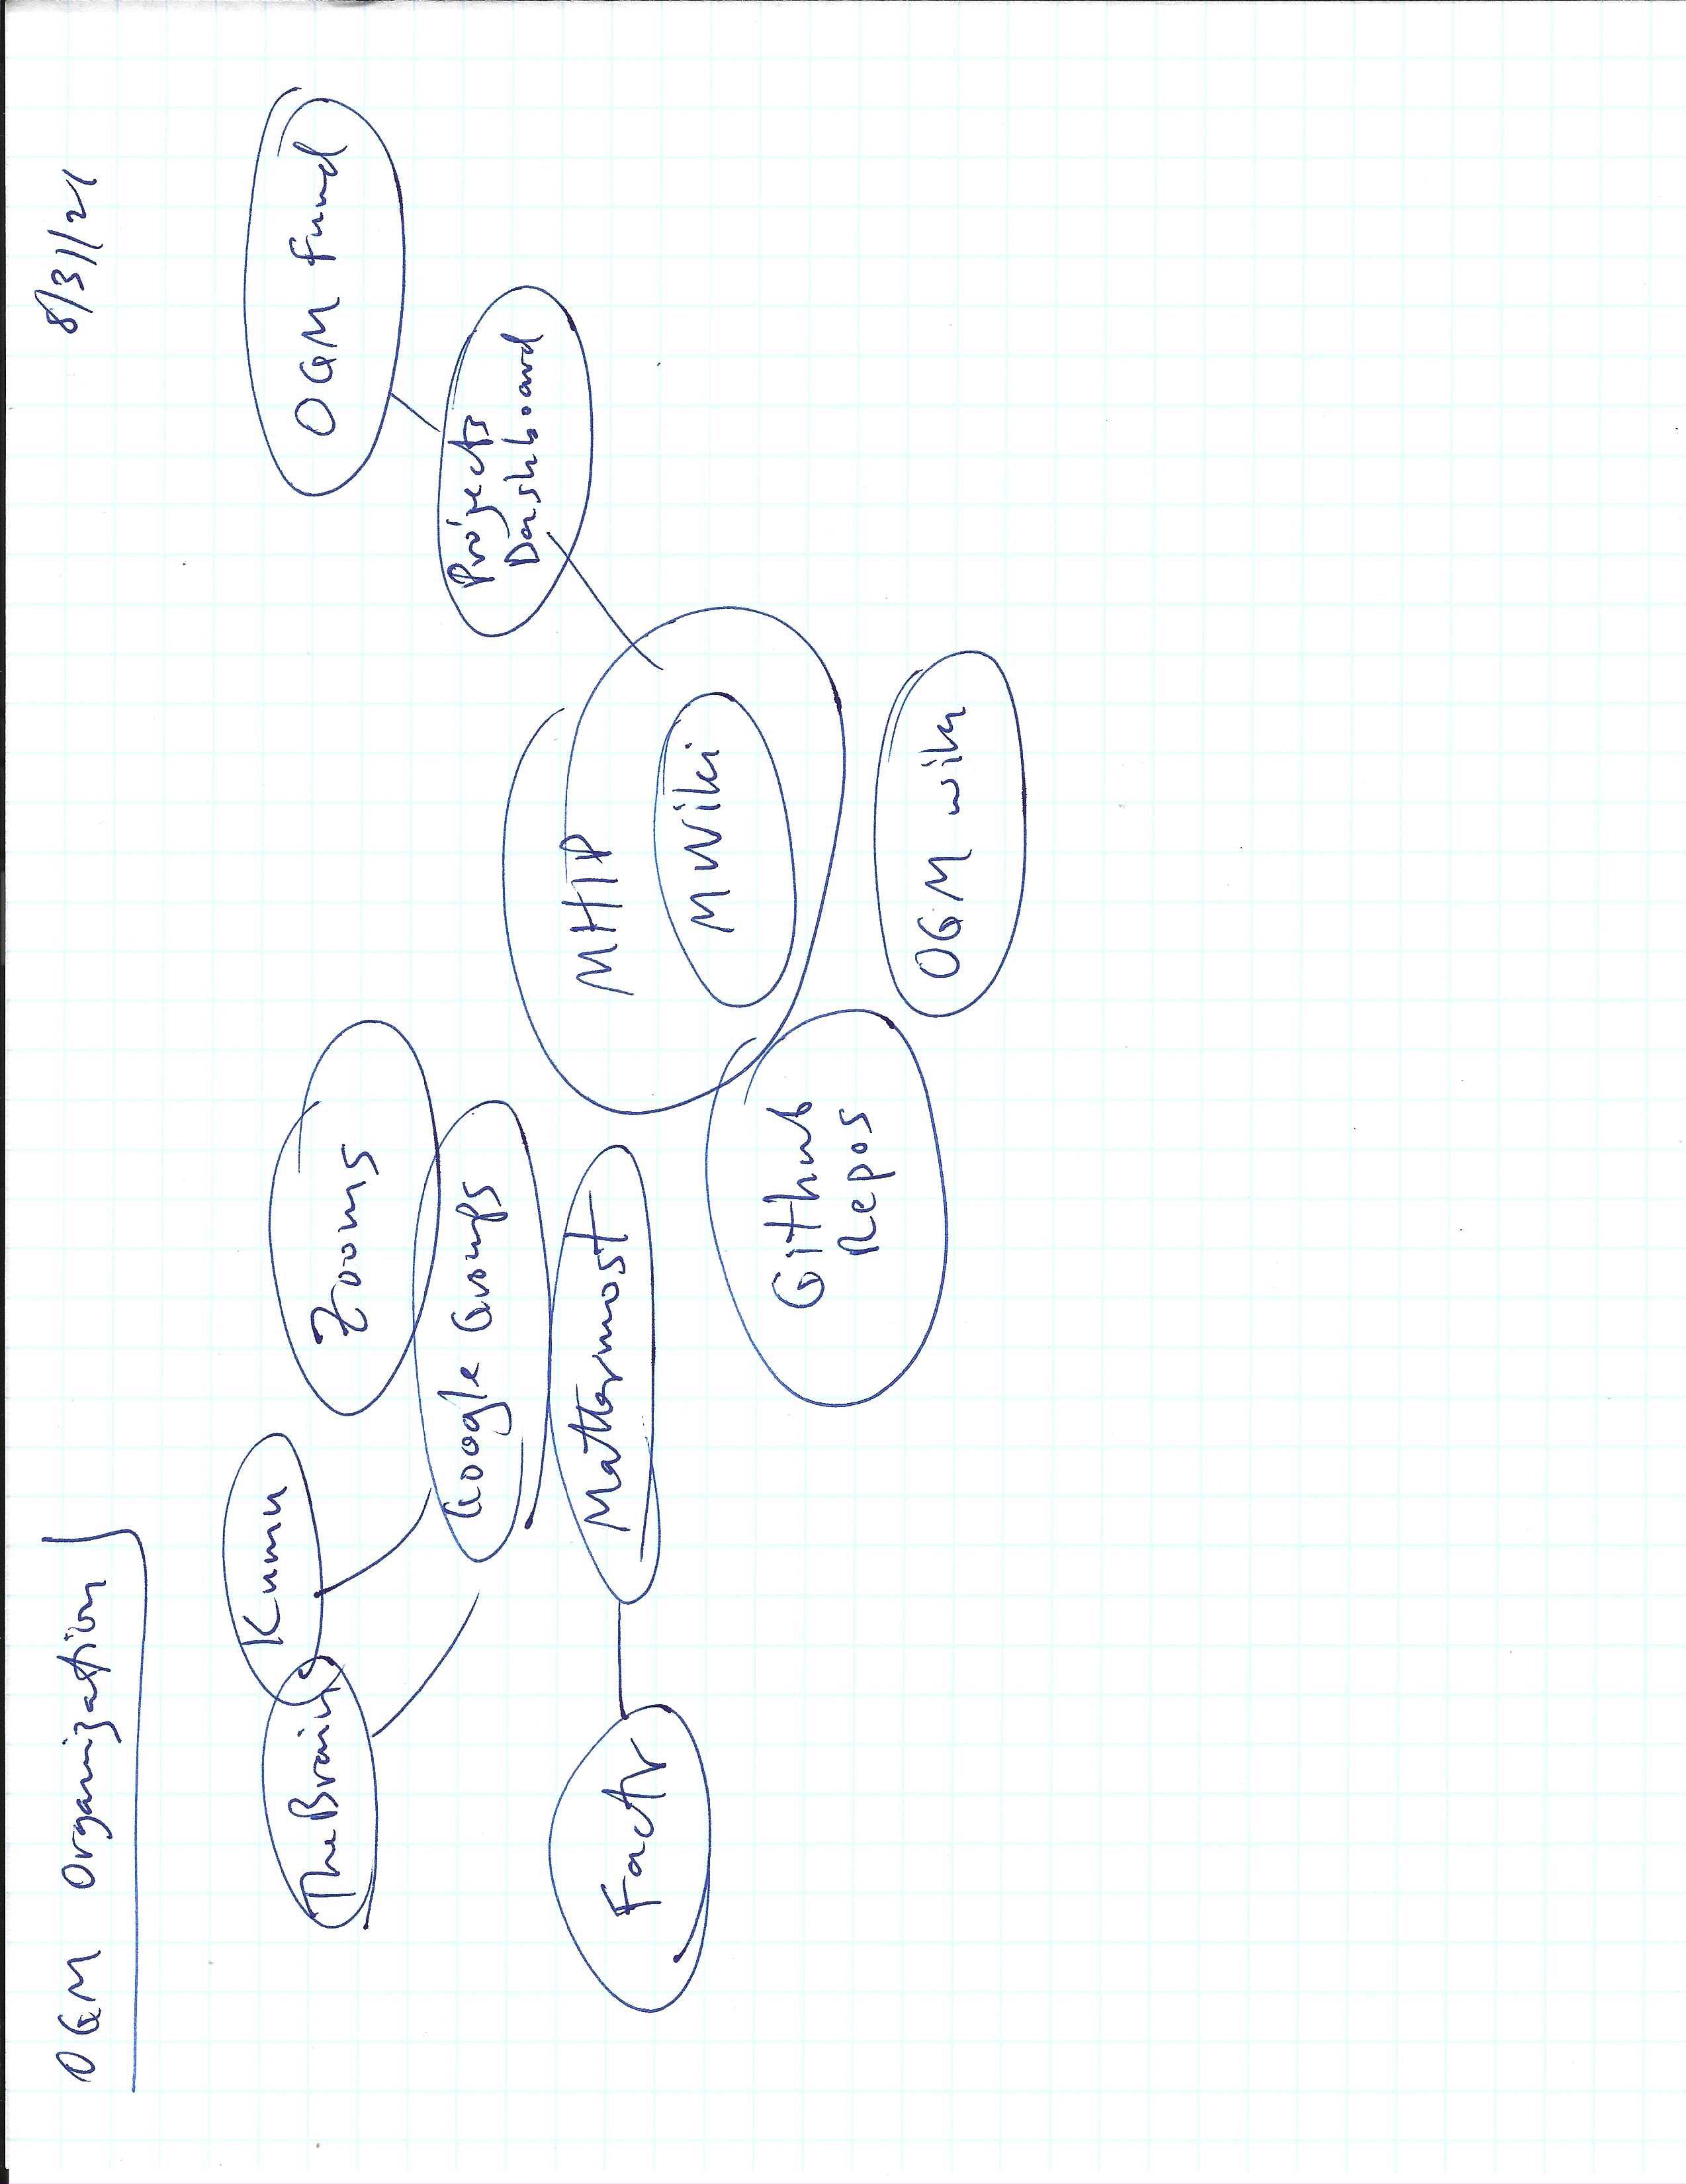 OGM Organization
8/31/21
Kumu
TheBrain
Zooms
OGM Fund
Google Groups
Projects
Dashboard
Mattermost
Factr
MHIP
MWiki
Github
Repos
OGM wiki